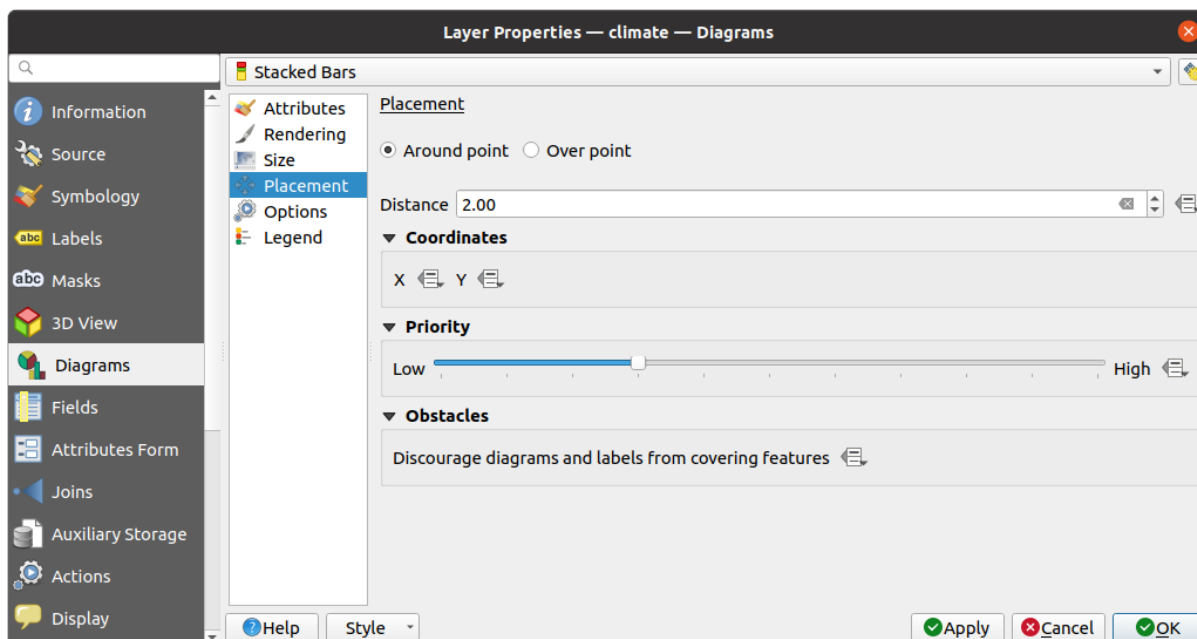 Layer Properties — climate — Diagrams
Stacked Bars
Information
Source
Symbology
abc Labels
abc Masks
3D View
Diagrams
Fields
Attributes Form
Joins
Auxiliary Storage
Actions
Display
Attributes
Rendering
Size
Placement
Options
Legend
Placement
Around point Over point
Distance 2.00
Coordinates
X Y
Priority
Low High
Obstacles
Discourage diagrams and labels from covering features
Help Style Apply Cancel OK